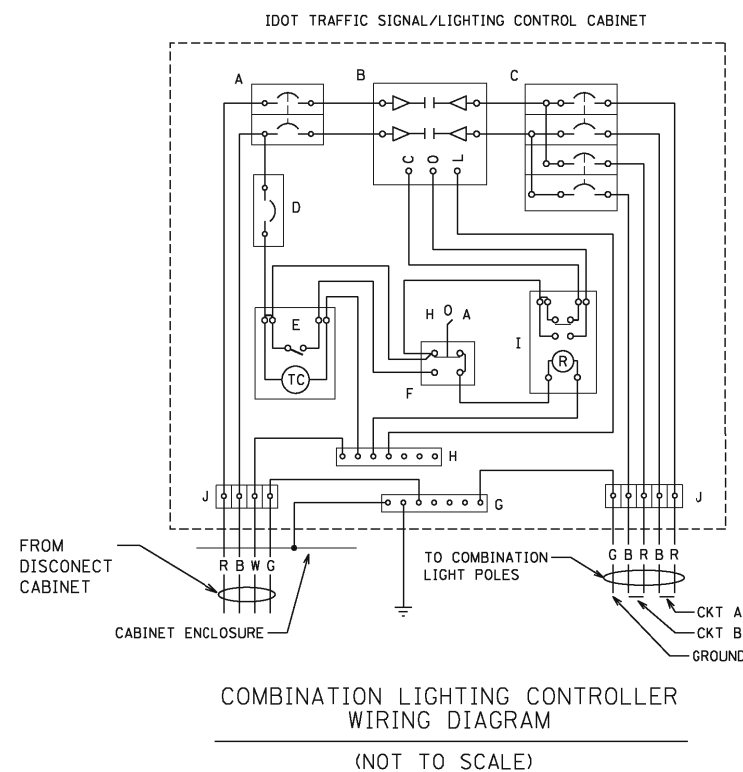 IDOT TRAFFIC SIGNAL/LIGHTING CONTROL CABINET
A
B
C
C O L
D
E
TC
H O A
F
I
R
H
J
G
J
FROM
DISCONECT
CABINET
R B W G
TO COMBINATION
LIGHT POLES
G B R B R
CABINET ENCLOSURE
CKT A
CKT B
GROUND
COMBINATION LIGHTING CONTROLLER
WIRING DIAGRAM
(NOT TO SCALE)